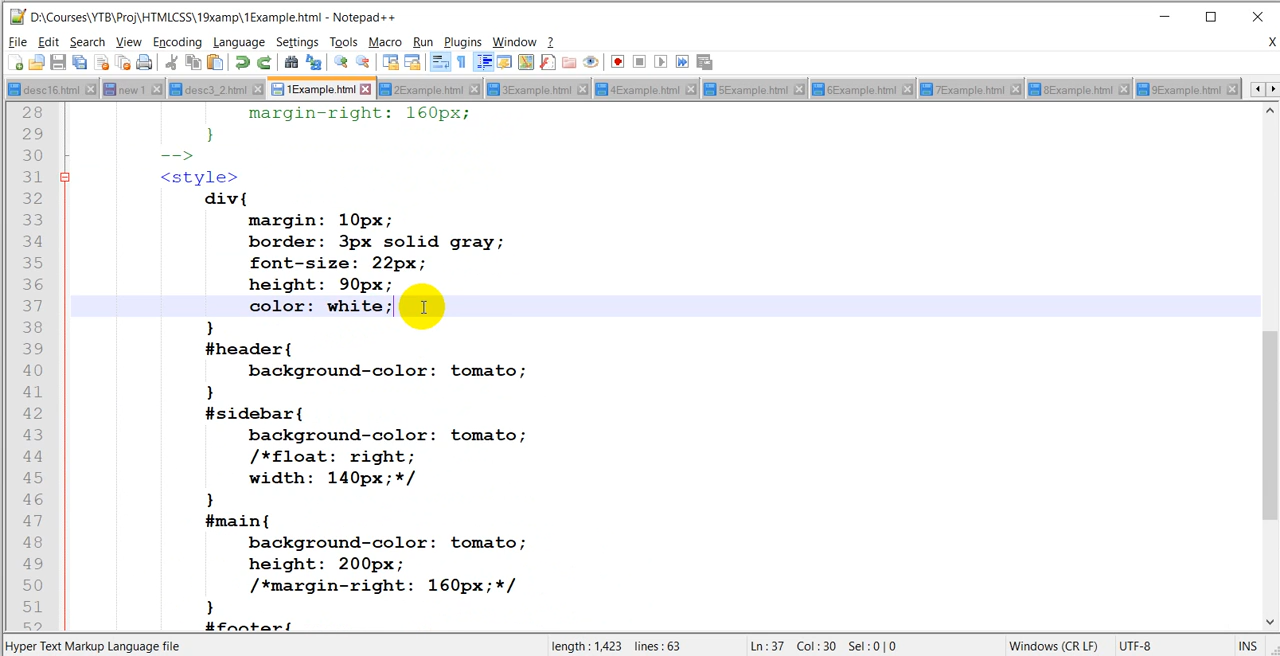 D:\Courses\YTB\Proj\HTMLCSS\19xamp\1Example.html - Notepad++
File Edit Search View Encoding Language Settings Tools Macro Run Plugins Window ? X
desc16.html new 1 desc3_2.html 1Example.html 2Example.html 3Example.html 4Example.html 5Example.html 6Example.html 7Example.html 8Example.html 9Example.html
28 margin-right: 160px;
29 }
30 -->
31 <style>
32 div{
33 margin: 10px;
34 border: 3px solid gray;
35 font-size: 22px;
36 height: 90px;
37 color: white;
38 }
39 #header{
40 background-color: tomato;
41 }
42 #sidebar{
43 background-color: tomato;
44 /*float: right;
45 width: 140px;*/
46 }
47 #main{
48 background-color: tomato;
49 height: 200px;
50 /*margin-right: 160px;*/
51 }
52 #footer{
Hyper Text Markup Language file length : 1,423 lines : 63 Ln : 37 Col : 30 Sel : 0 | 0 Windows (CR LF) UTF-8 INS